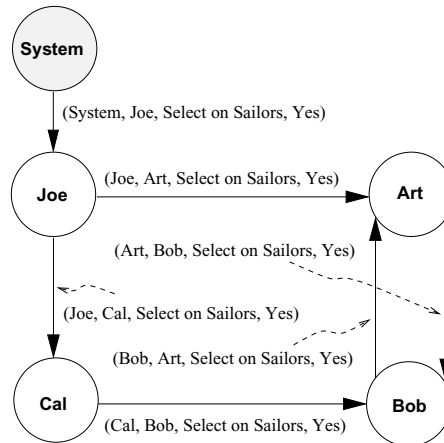 System
(System, Joe, Select on Sailors, Yes)
(Joe, Art, Select on Sailors, Yes)
Joe
Art
(Art, Bob, Select on Sailors, Yes)
(Joe, Cal, Select on Sailors, Yes)
(Bob, Art, Select on Sailors, Yes)
Cal
Bob
(Cal, Bob, Select on Sailors, Yes)